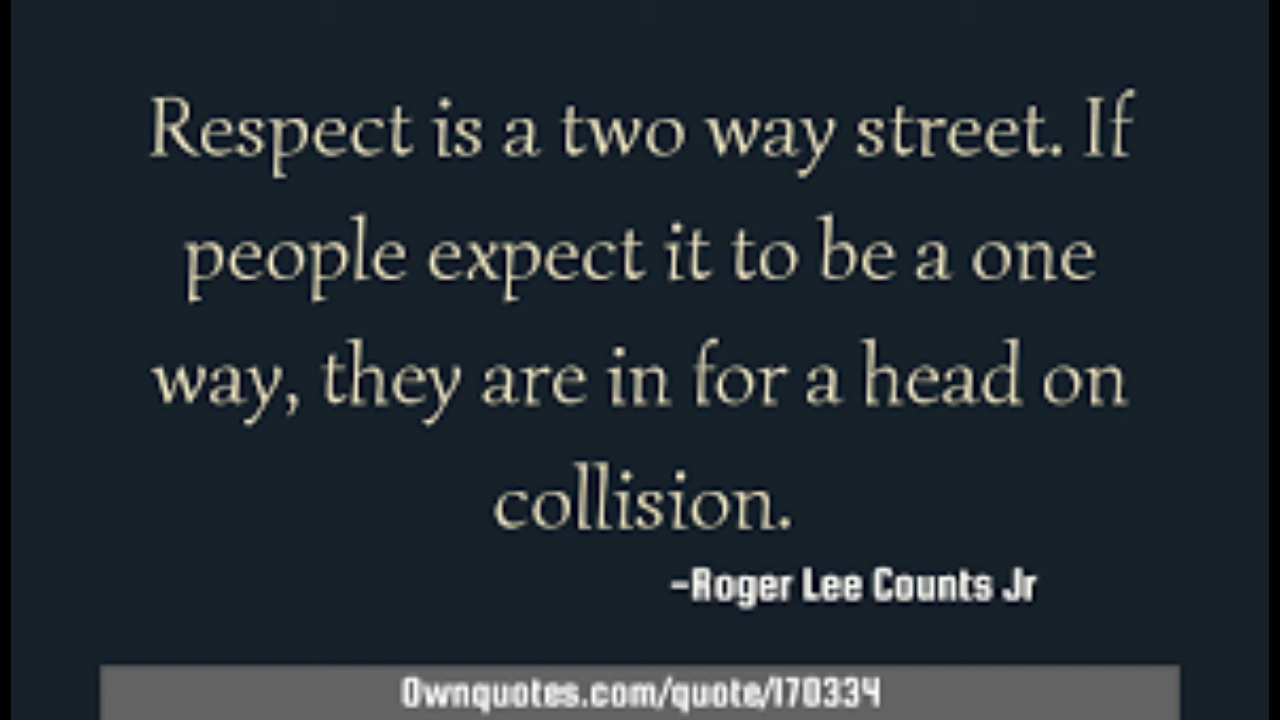 Respect is a two way street. If
people expect it to be a one
way, they are in for a head on
collision.
-Roger Lee Counts Jr
Ownquotes.com/quote/170334